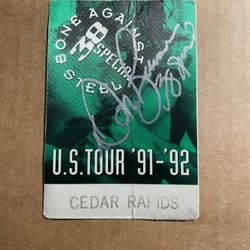 BONE AGAINST STEEL
38 SPECIAL
U.S. TOUR '91-'92
CEDAR RAPIDS